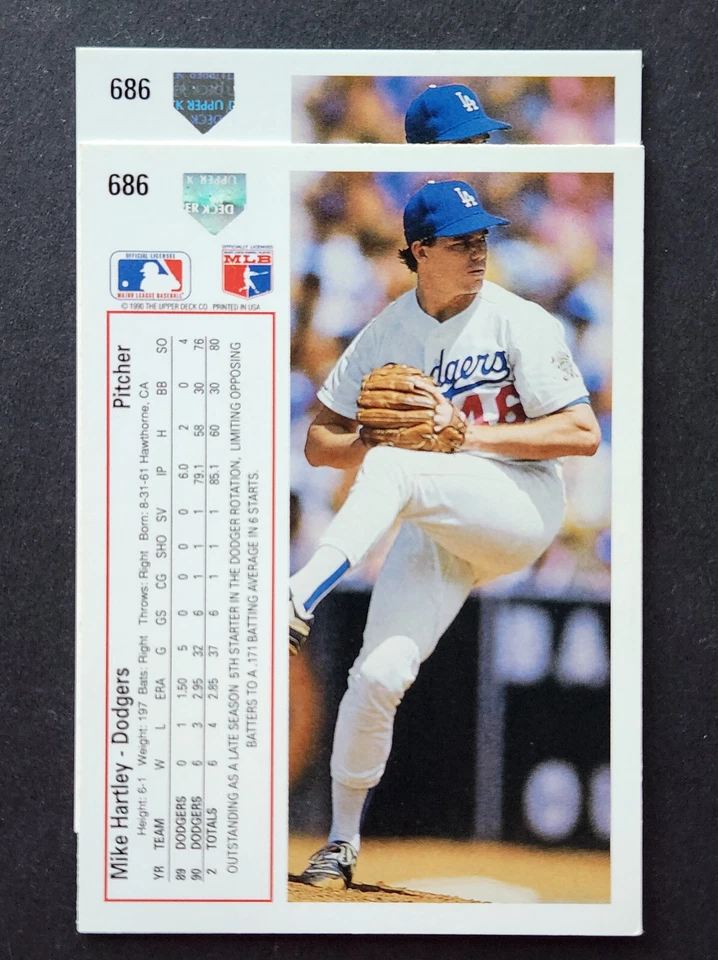 686
DECK
UPPER
686
UPPER
DECK
LA
LA
Dodgers
46
OFFICIAL LICENSEE
MAJOR LEAGUE BASEBALL
OFFICIALLY LICENSED
MLB
© 1990 THE UPPER DECK CO. PRINTED IN USA
Mike Hartley - Dodgers Pitcher
Height: 6-1 Weight: 197 Bats: Right Throws: Right Born: 8-31-61 Hawthorne, CA
YR TEAM W L ERA G GS CG SHO SV IP H BB SO
89 DODGERS 0 1 1.50 5 0 0 0 0 6.0 2 0 4
90 DODGERS 6 3 2.95 32 6 1 1 1 79.1 58 30 76
2 TOTALS 6 4 2.85 37 6 1 1 1 85.1 60 30 80
OUTSTANDING AS A LATE SEASON 5TH STARTER IN THE DODGER ROTATION, LIMITING OPPOSING
BATTERS TO A .171 BATTING AVERAGE IN 6 STARTS.
BA